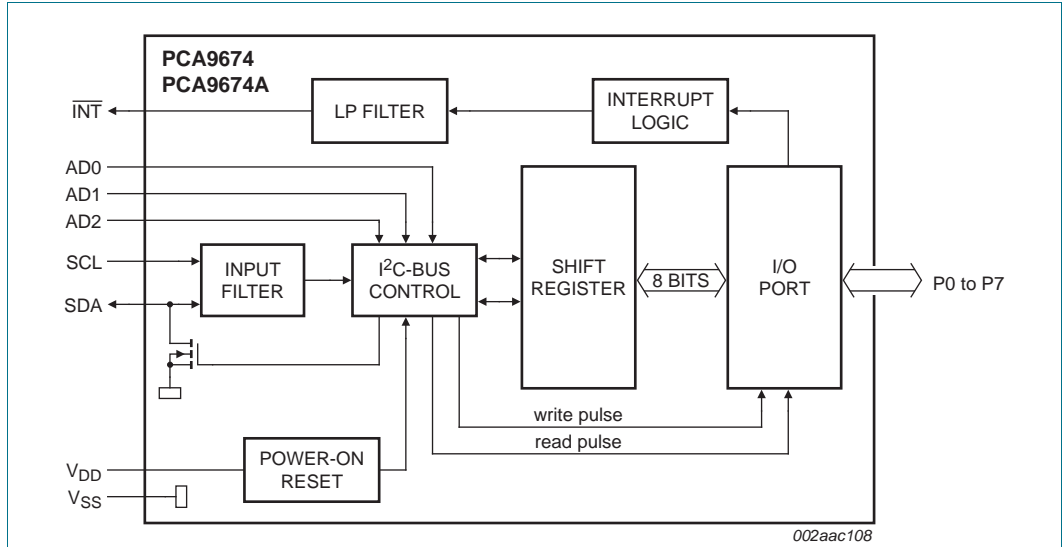 PCA9674
PCA9674A
INT
LP FILTER
INTERRUPT
LOGIC
AD0
AD1
AD2
SCL
SDA
INPUT
FILTER
I2C-BUS
CONTROL
SHIFT
REGISTER
8 BITS
I/O
PORT
P0 to P7
write pulse
read pulse
VDD
VSS
POWER-ON
RESET
002aac108